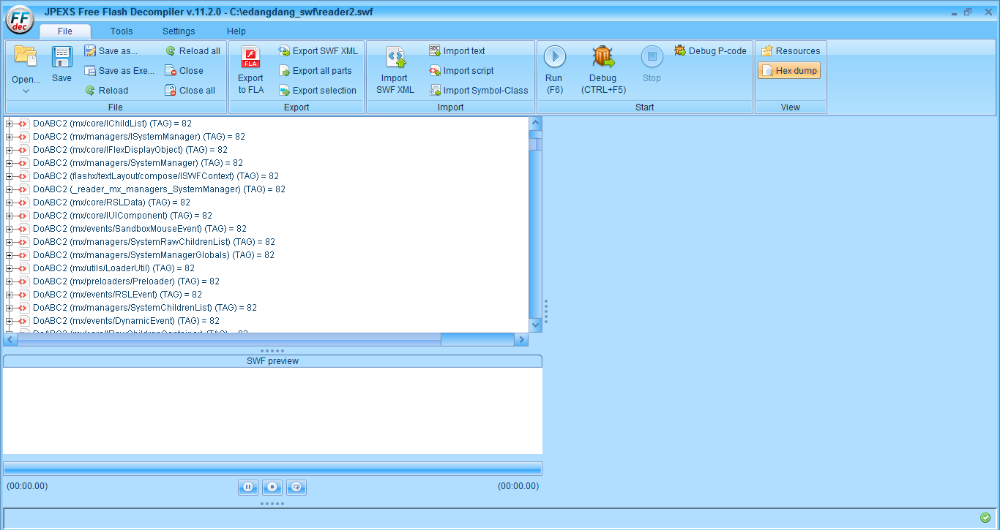 FF dec
JPEXS Free Flash Decompiler v.11.2.0 - C:\edangdang_swf\reader2.swf
File Tools Settings Help
Open...
Save
Save as...
Save as Exe...
Reload
Reload all
Close
Close all
File
FLA
Export
to FLA
Export SWF XML
Export all parts
Export selection
Export
Import
SWF XML
ABC
Import text
Import script
Import Symbol-Class
Import
Run
(F6)
Debug
(CTRL+F5)
Stop
Debug P-code
Start
Resources
Hex dump
View
DoABC2 (mx/core/IChildList) (TAG) = 82
DoABC2 (mx/managers/ISystemManager) (TAG) = 82
DoABC2 (mx/core/IFlexDisplayObject) (TAG) = 82
DoABC2 (mx/managers/SystemManager) (TAG) = 82
DoABC2 (flashx/textLayout/compose/ISWFContext) (TAG) = 82
DoABC2 (_reader_mx_managers_SystemManager) (TAG) = 82
DoABC2 (mx/core/RSLData) (TAG) = 82
DoABC2 (mx/core/IUIComponent) (TAG) = 82
DoABC2 (mx/events/SandboxMouseEvent) (TAG) = 82
DoABC2 (mx/managers/SystemRawChildrenList) (TAG) = 82
DoABC2 (mx/managers/SystemManagerGlobals) (TAG) = 82
DoABC2 (mx/utils/LoaderUtil) (TAG) = 82
DoABC2 (mx/preloaders/Preloader) (TAG) = 82
DoABC2 (mx/events/RSLEvent) (TAG) = 82
DoABC2 (mx/managers/SystemChildrenList) (TAG) = 82
DoABC2 (mx/events/DynamicEvent) (TAG) = 82
DoABC2 (mx/core/IRawChildrenContainer) (TAG) = 82
SWF preview
(00:00.00) (00:00.00)